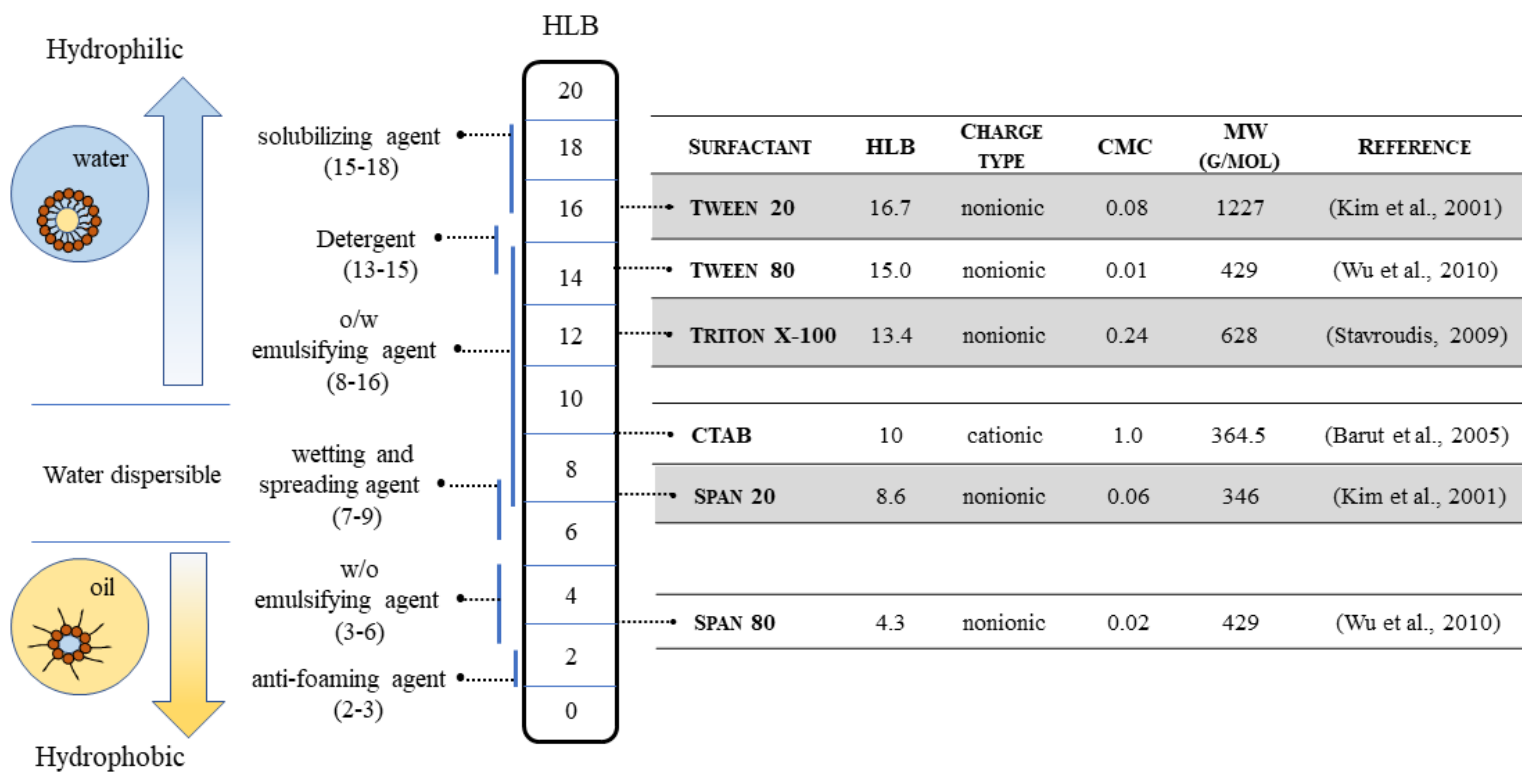 HLB
Hydrophilic
water
Water dispersible
oil
Hydrophobic
solubilizing agent
(15-18)
Detergent
(13-15)
o/w
emulsifying agent
(8-16)
wetting and
spreading agent
(7-9)
w/o
emulsifying agent
(3-6)
anti-foaming agent
(2-3)
20
18
16
14
12
10
8
6
4
2
0
SURFACTANT HLB CHARGE TYPE CMC MW (G/MOL) REFERENCE
TWEEN 20 16.7 nonionic 0.08 1227 (Kim et al., 2001)
TWEEN 80 15.0 nonionic 0.01 429 (Wu et al., 2010)
TRITON X-100 13.4 nonionic 0.24 628 (Stavroudis, 2009)
CTAB 10 cationic 1.0 364.5 (Barut et al., 2005)
SPAN 20 8.6 nonionic 0.06 346 (Kim et al., 2001)
SPAN 80 4.3 nonionic 0.02 429 (Wu et al., 2010)